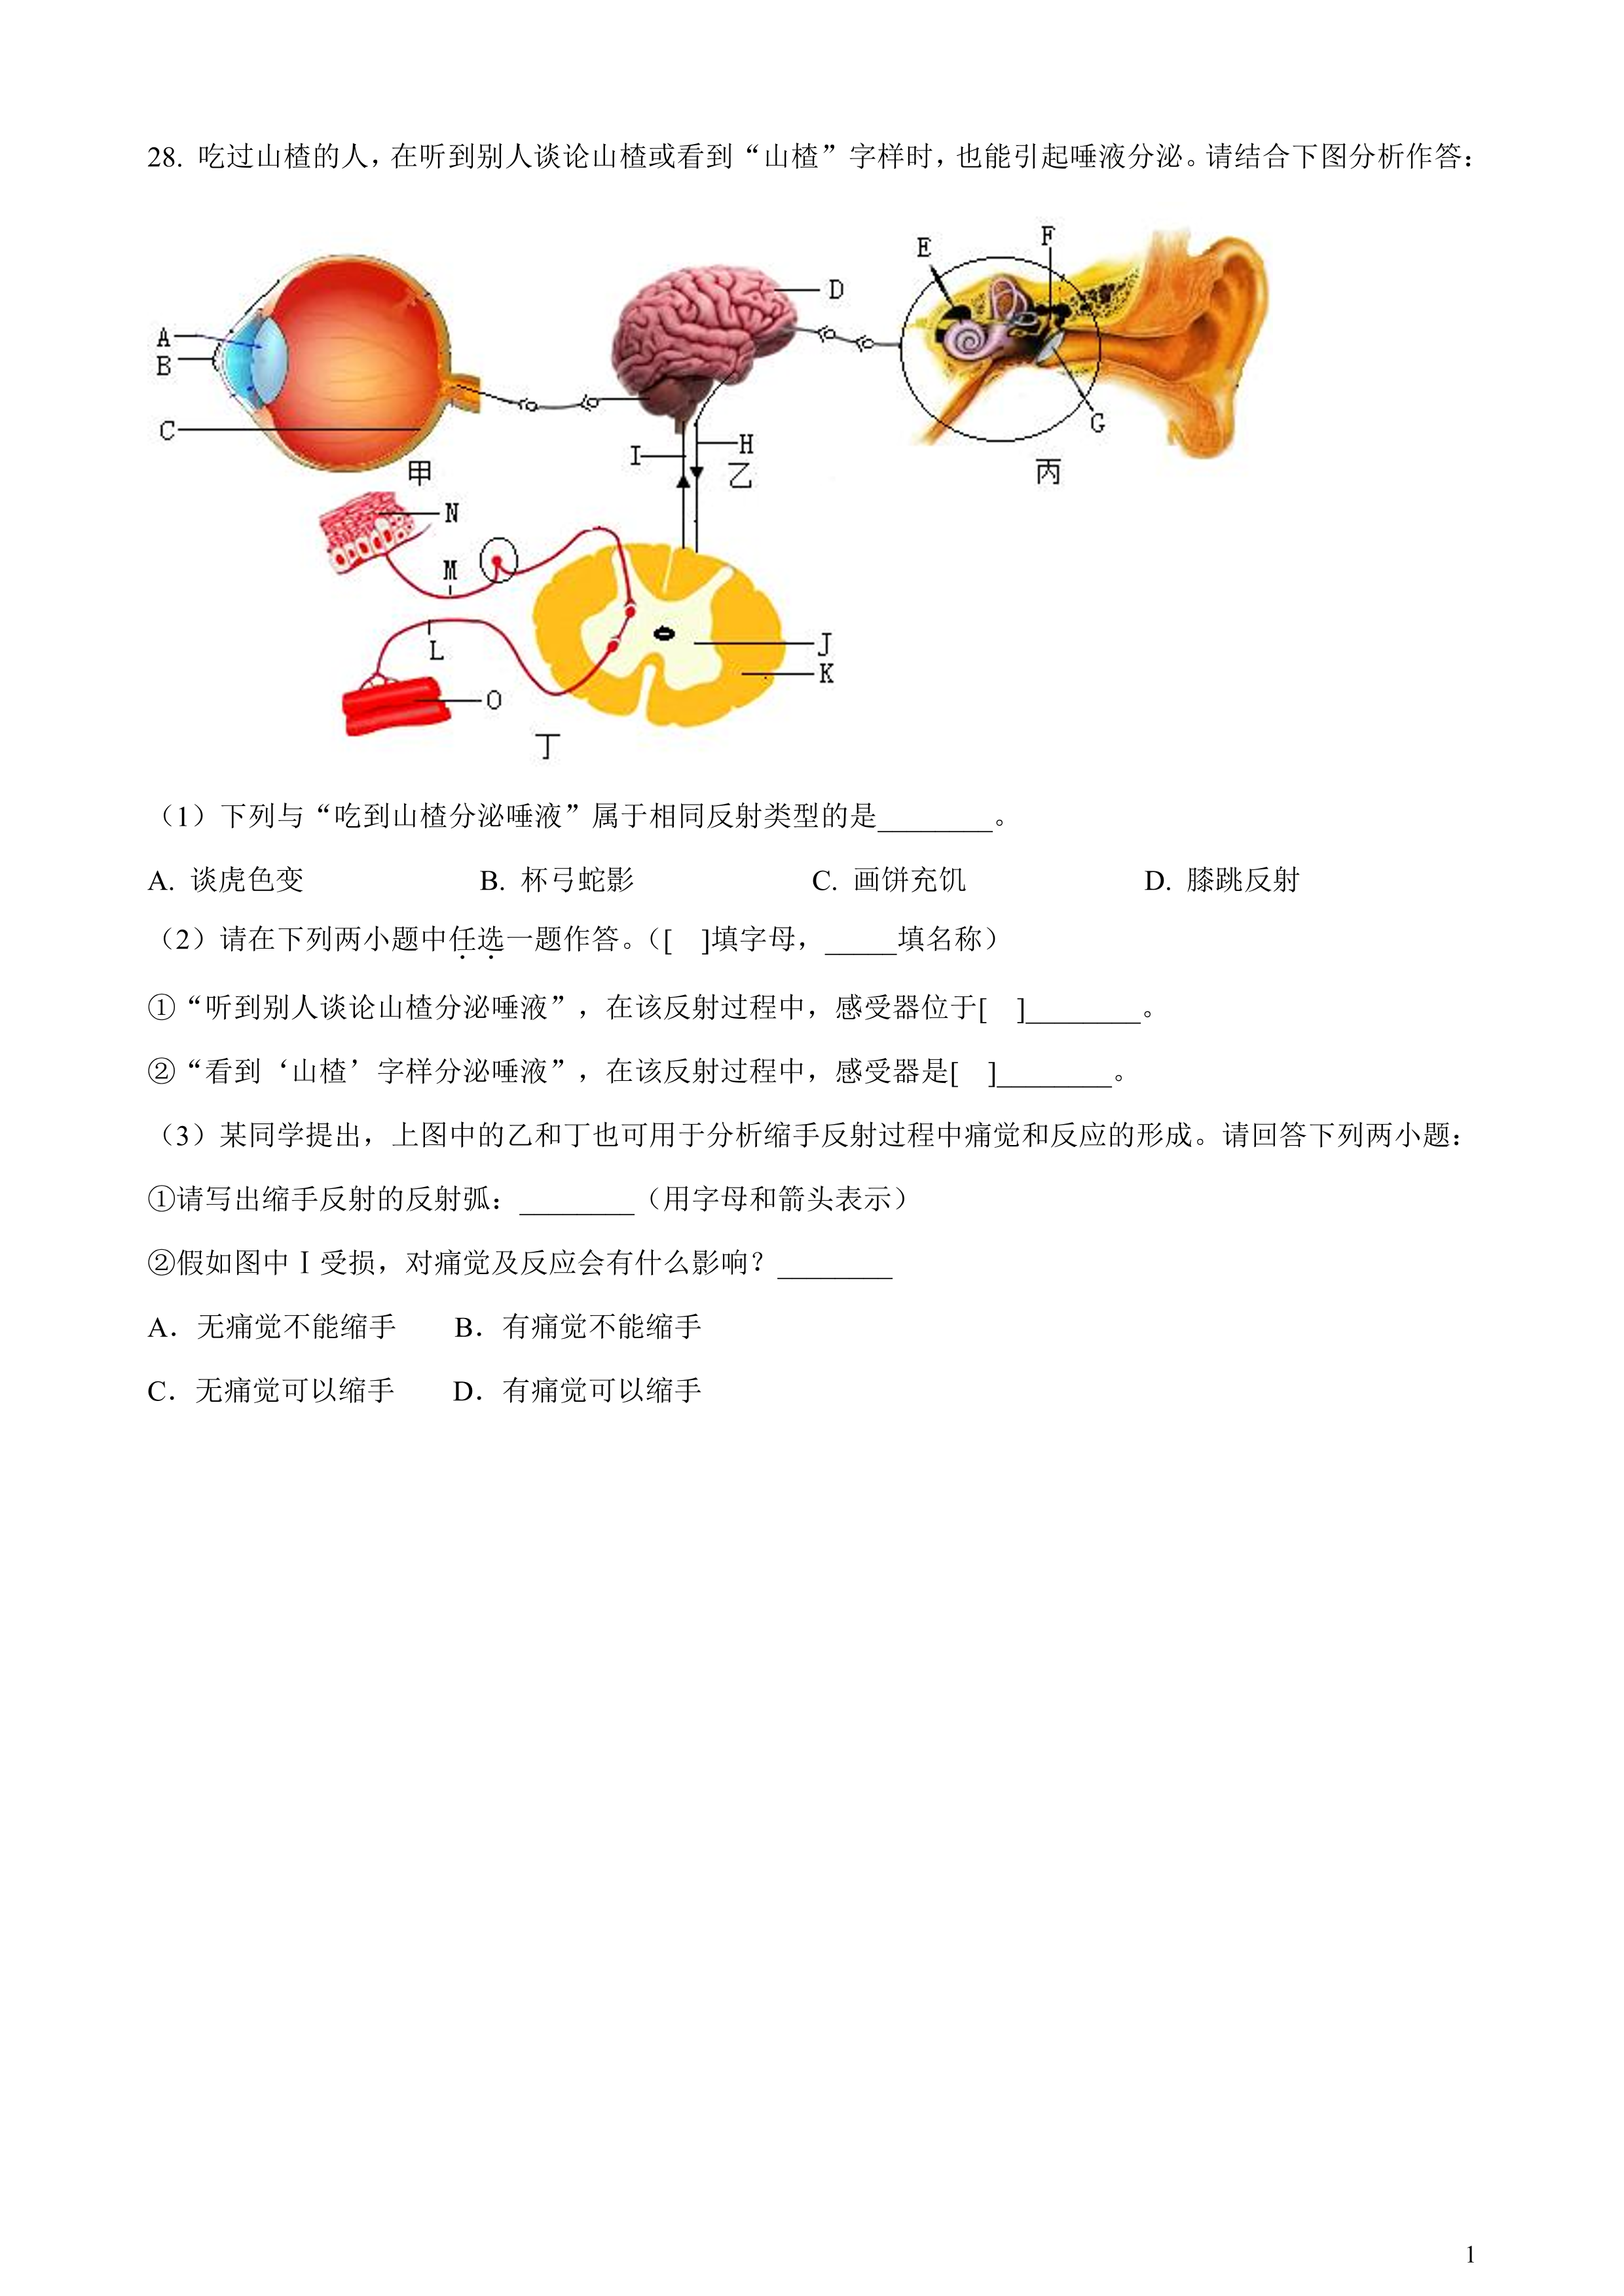 28. 吃过山楂的人，在听到别人谈论山楂或看到“山楂”字样时，也能引起唾液分泌。请结合下图分析作答：
E
F
A
B
C
D
G
甲
I
H
乙
丙
N
M
L
J
K
O
丁
（1）下列与“吃到山楂分泌唾液”属于相同反射类型的是________。
A. 谈虎色变 B. 杯弓蛇影 C. 画饼充饥 D. 膝跳反射
（2）请在下列两小题中任选一题作答。（[ ]填字母，_____填名称）
①“听到别人谈论山楂分泌唾液”，在该反射过程中，感受器位于[ ]________。
②“看到‘山楂’字样分泌唾液”，在该反射过程中，感受器是[ ]________。
（3）某同学提出，上图中的乙和丁也可用于分析缩手反射过程中痛觉和反应的形成。请回答下列两小题：
①请写出缩手反射的反射弧：________（用字母和箭头表示）
②假如图中Ⅰ受损，对痛觉及反应会有什么影响？________
A．无痛觉不能缩手 B．有痛觉不能缩手
C．无痛觉可以缩手 D．有痛觉可以缩手
1